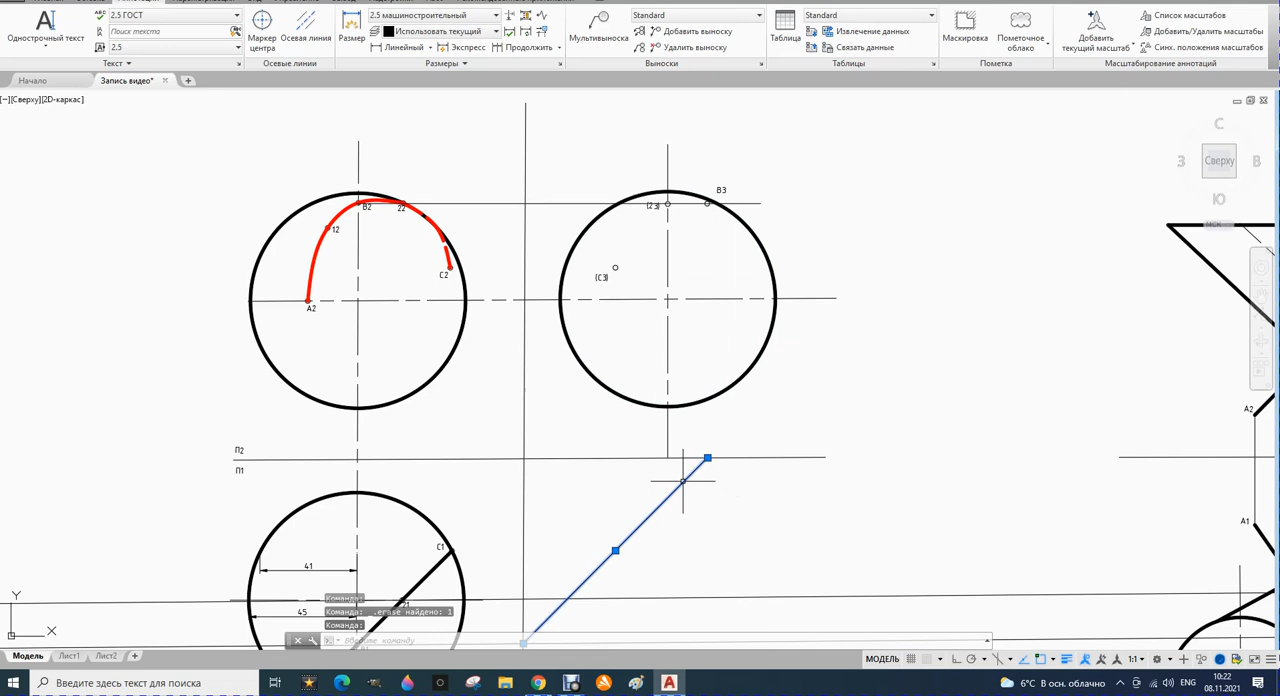 2.5 ГОСТ
Поиск текста
2.5
Однострочный текст
Текст
Маркер центра
Осевая линия
Осевые линии
Размер
2.5 машиностроительный
Использовать текущий
Линейный
Экспресс
Продолжить
Размеры
Мультивыноска
Standard
Добавить выноску
Удалить выноску
Выноски
Таблица
Standard
Извлечение данных
Связать данные
Таблицы
Маскировка
Пометочное облако
Пометка
Добавить текущий масштаб
Список масштабов
Добавить/Удалить масштабы
Синх. положения масштаба
Масштабирование аннотаций
Начало
Запись видео*
[−][Сверху][2D-каркас]
С
З
Сверху
В
Ю
МСК
B2
22
12
C2
A2
B3
(23)
(C3)
П2
П1
A2
A1
C1
41
45
21
Y
X
Команда:
Команда: _.erase найдено: 1
Команда:
Введите команду
Модель
Лист1
Лист2
МОДЕЛЬ
1:1
Введите здесь текст для поиска
6°C В осн. облачно
ENG
10:22
08.11.2021